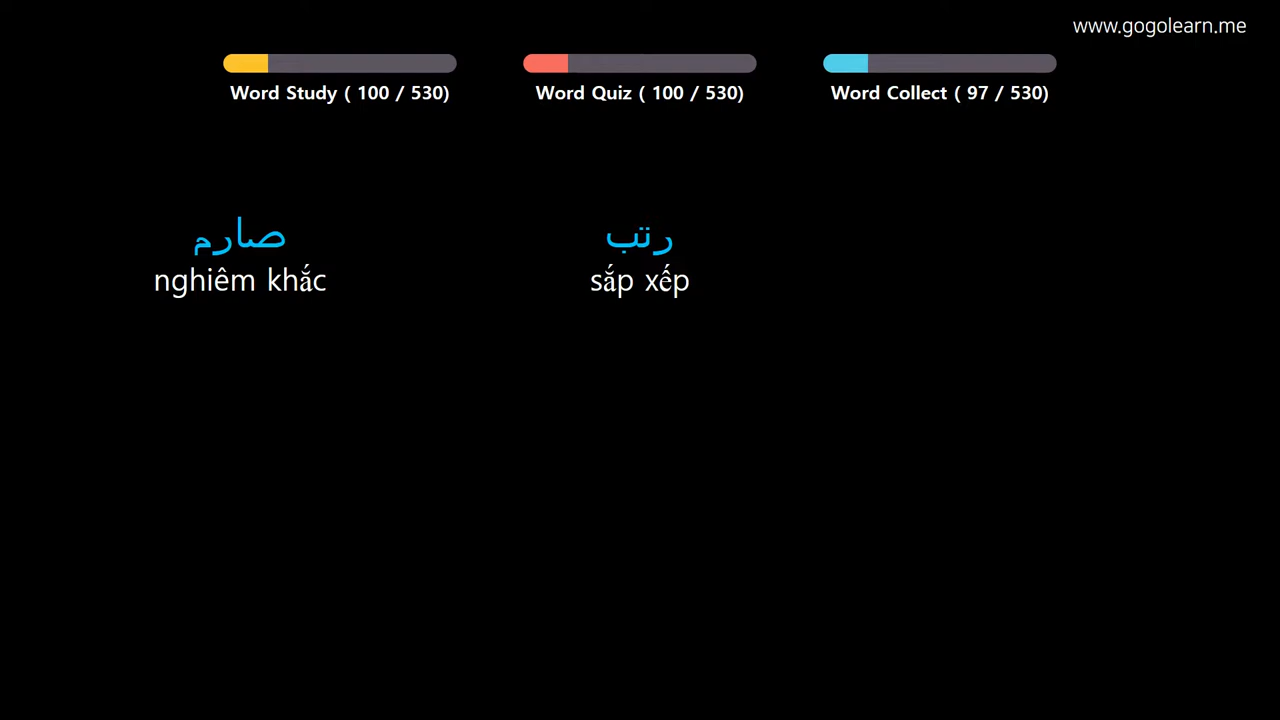 www.gogolearn.me
Word Study ( 100 / 530)
Word Quiz ( 100 / 530)
Word Collect ( 97 / 530)
صارم
nghiêm khắc
رتب
sắp xếp